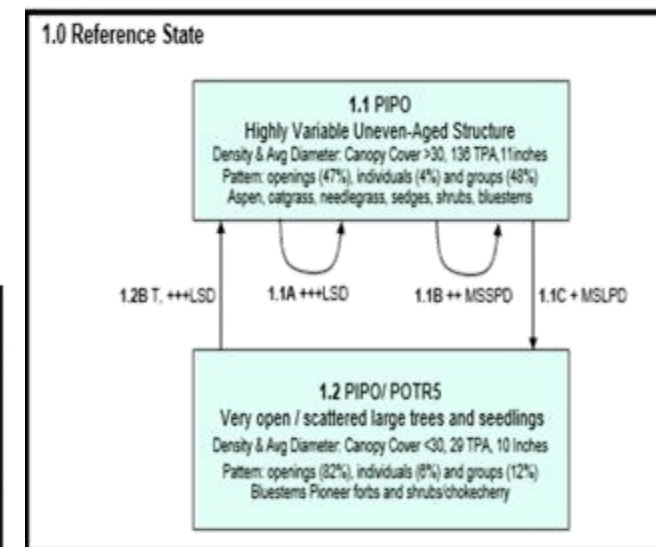 1.0 Reference State
1.1 PIPO
Highly Variable Uneven-Aged Structure
Density & Avg Diameter: Canopy Cover >30, 136 TPA,11inches
Pattern: openings (47%), individuals (4%) and groups (48%)
Aspen, oatgrass, needlegrass, sedges, shrubs, bluestems
1.2B T, +++LSD
1.1A +++LSD
1.1B ++ MSSPD
1.1C + MSLPD
1.2 PIPO/ POTR5
Very open / scattered large trees and seedlings
Density & Avg Diameter: Canopy Cover <30, 29 TPA, 10 Inches
Pattern: openings (82%), individuals (6%) and groups (12%)
Bluestems Pioneer forbs and shrubs/chokecherry